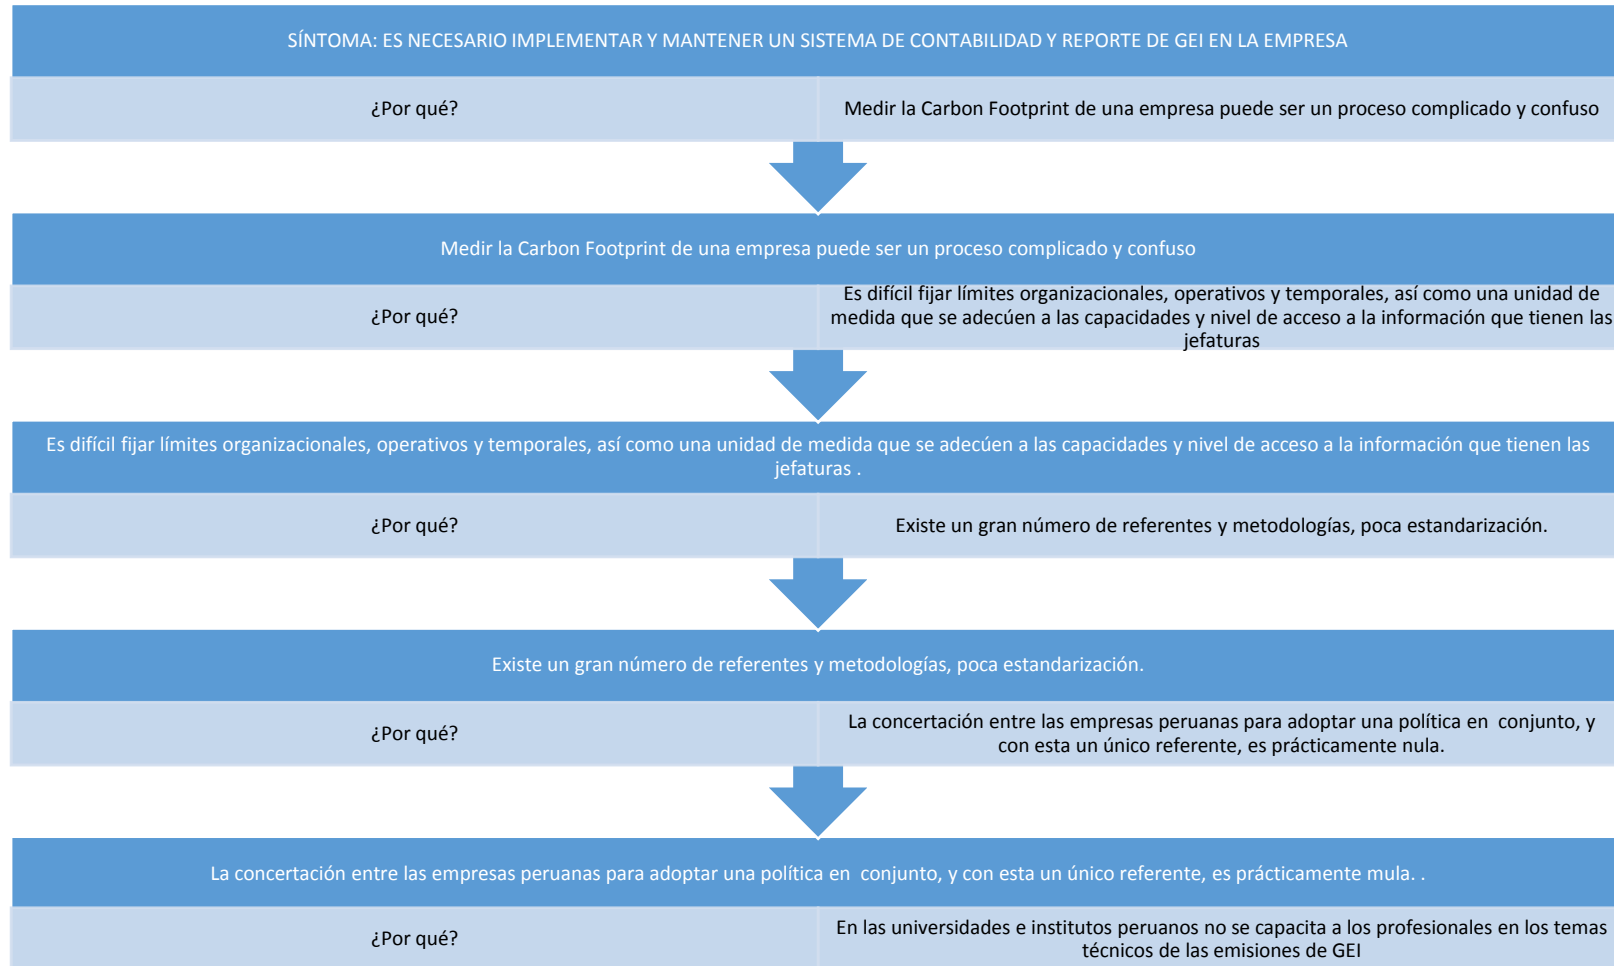 SÍNTOMA: ES NECESARIO IMPLEMENTAR Y MANTENER UN SISTEMA DE CONTABILIDAD Y REPORTE DE GEI EN LA EMPRESA
¿Por qué?
Medir la Carbon Footprint de una empresa puede ser un proceso complicado y confuso
Medir la Carbon Footprint de una empresa puede ser un proceso complicado y confuso
¿Por qué?
Es difícil fijar límites organizacionales, operativos y temporales, así como una unidad de
medida que se adecúen a las capacidades y nivel de acceso a la información que tienen las
jefaturas
Es difícil fijar límites organizacionales, operativos y temporales, así como una unidad de medida que se adecúen a las capacidades y nivel de acceso a la información que tienen las
jefaturas .
¿Por qué?
Existe un gran número de referentes y metodologías, poca estandarización.
Existe un gran número de referentes y metodologías, poca estandarización.
¿Por qué?
La concertación entre las empresas peruanas para adoptar una política en  conjunto, y
con esta un único referente, es prácticamente nula.
La concertación entre las empresas peruanas para adoptar una política en  conjunto, y con esta un único referente, es prácticamente mula. .
¿Por qué?
En las universidades e institutos peruanos no se capacita a los profesionales en los temas
técnicos de las emisiones de GEI